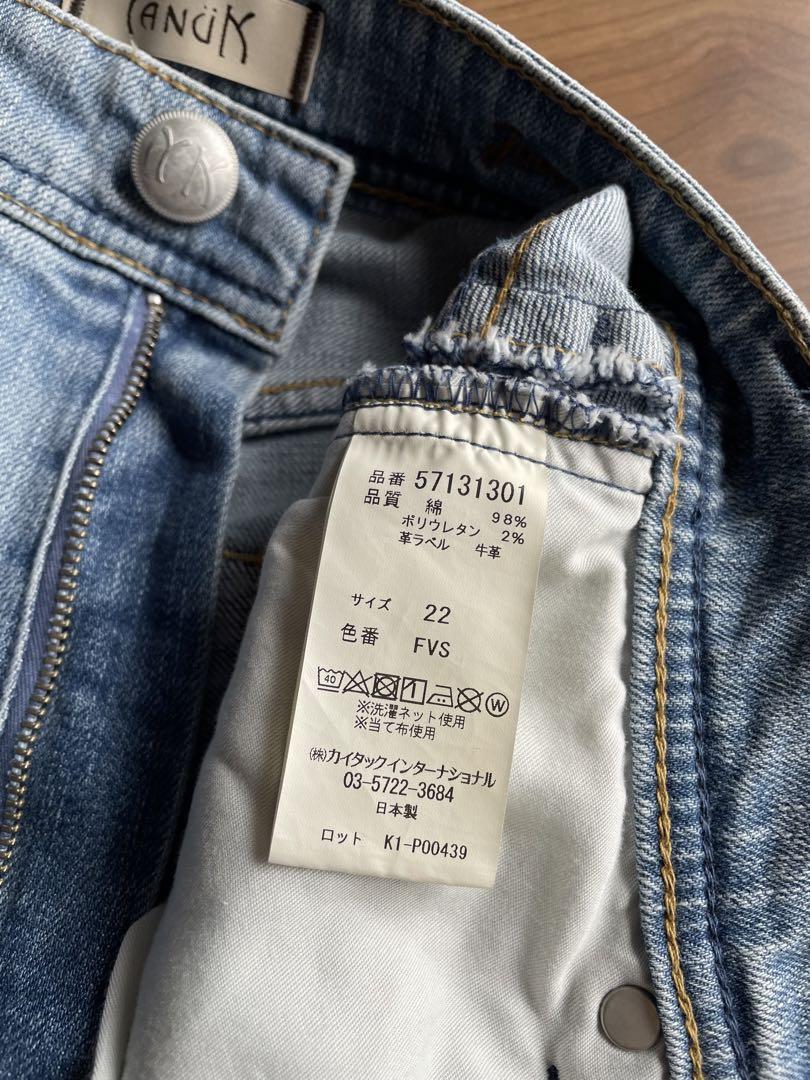 YANUK
YK
品番 57131301
品質 綿 98%
ポリウレタン 2%
革ラベル 牛革
サイズ 22
色番 FVS
40 W
※洗濯ネット使用
※当て布使用
㈱カイタックインターナショナル
03-5722-3684
日本製
ロット K1-P00439